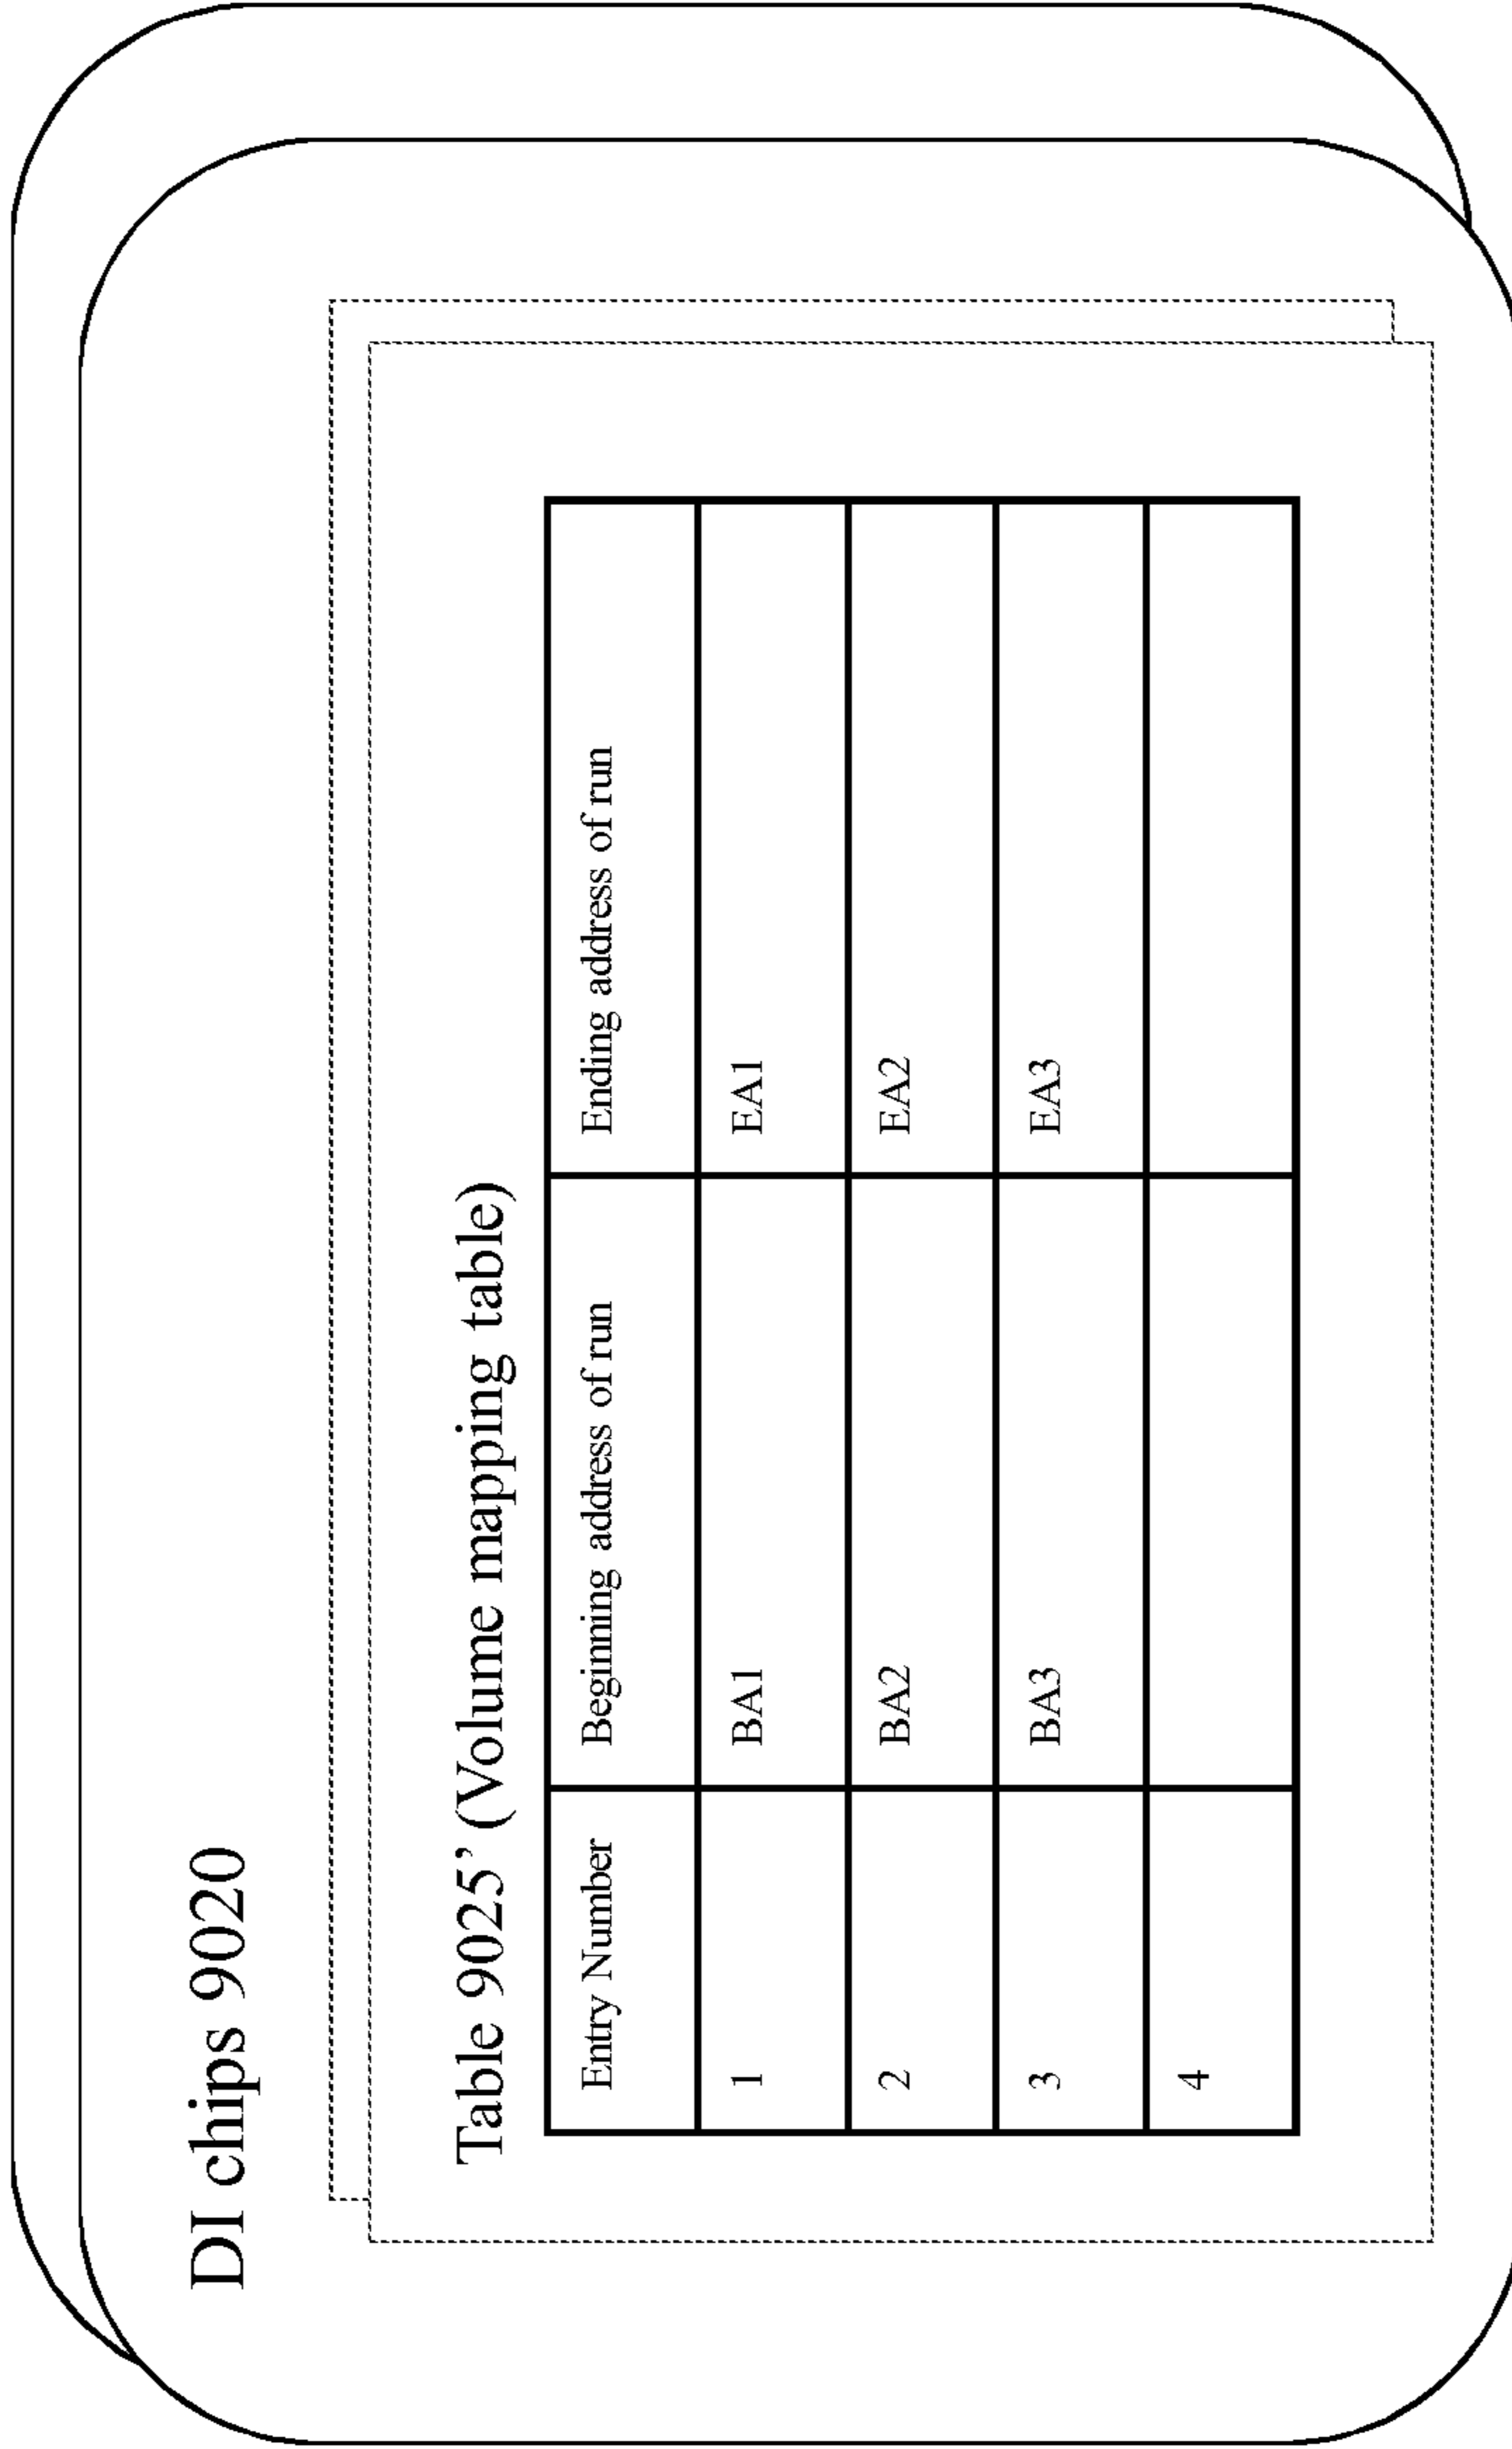 DI chips 9020
Table 9025’ (Volume mapping table)
Entry Number Beginning address of run Ending address of run
1 BA1 EA1
2 BA2 EA2
3 BA3 EA3
4